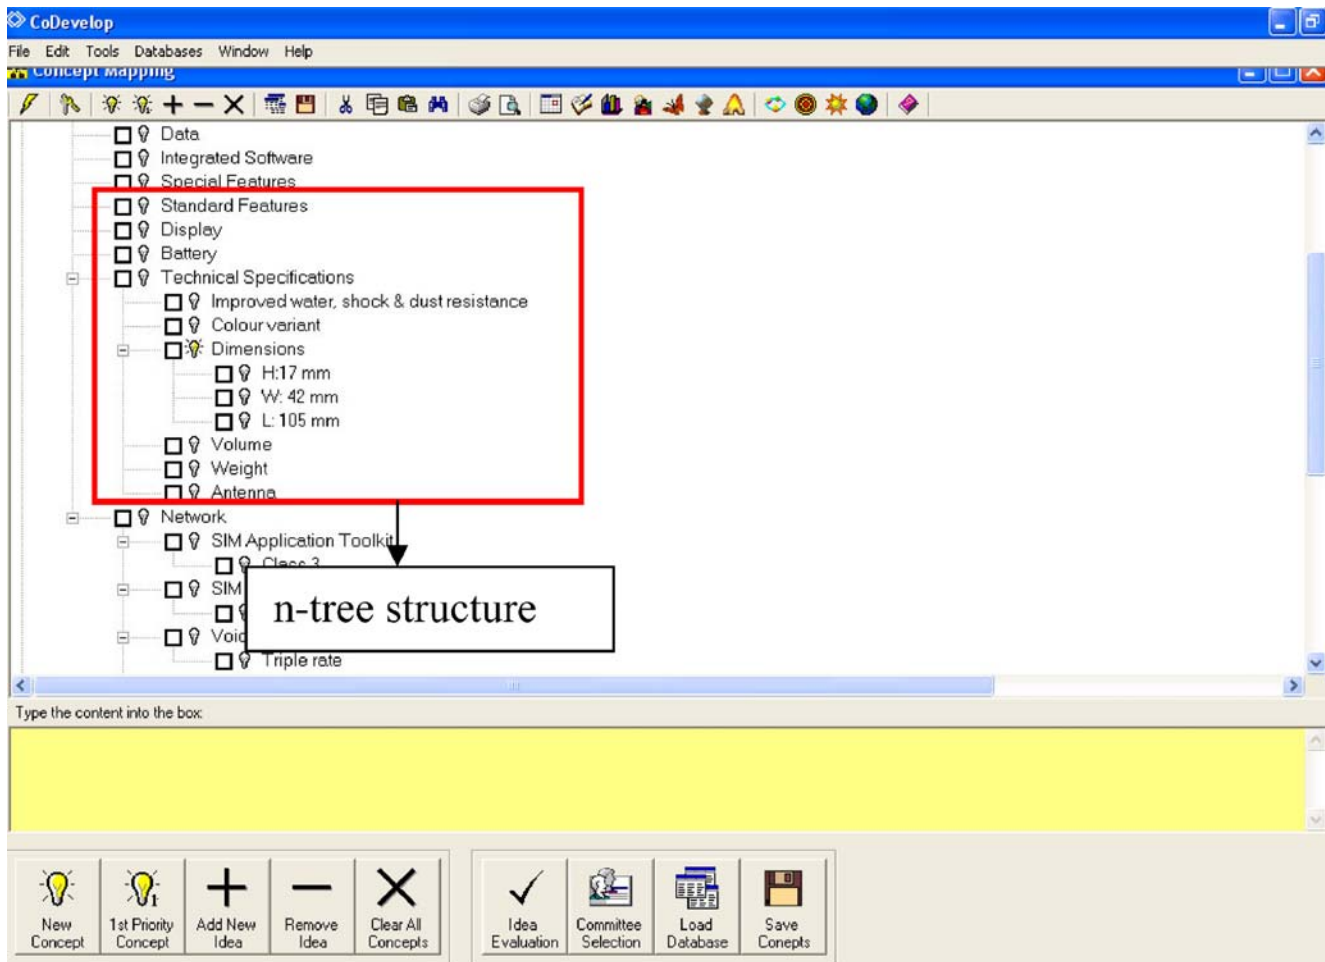 CoDevelop
File Edit Tools Databases Window Help
Concept Mapping
Data
Integrated Software
Special Features
Standard Features
Display
Battery
Technical Specifications
Improved water, shock & dust resistance
Colour variant
Dimensions
H:17 mm
W: 42 mm
L: 105 mm
Volume
Weight
Antenna
Network
SIM Application Toolkit
Class 3
SIM
n-tree structure
Triple rate
Type the content into the box:
New Concept
1st Priority Concept
Add New Idea
Remove Idea
Clear All Concepts
Idea Evaluation
Committee Selection
Load Database
Save Conepts